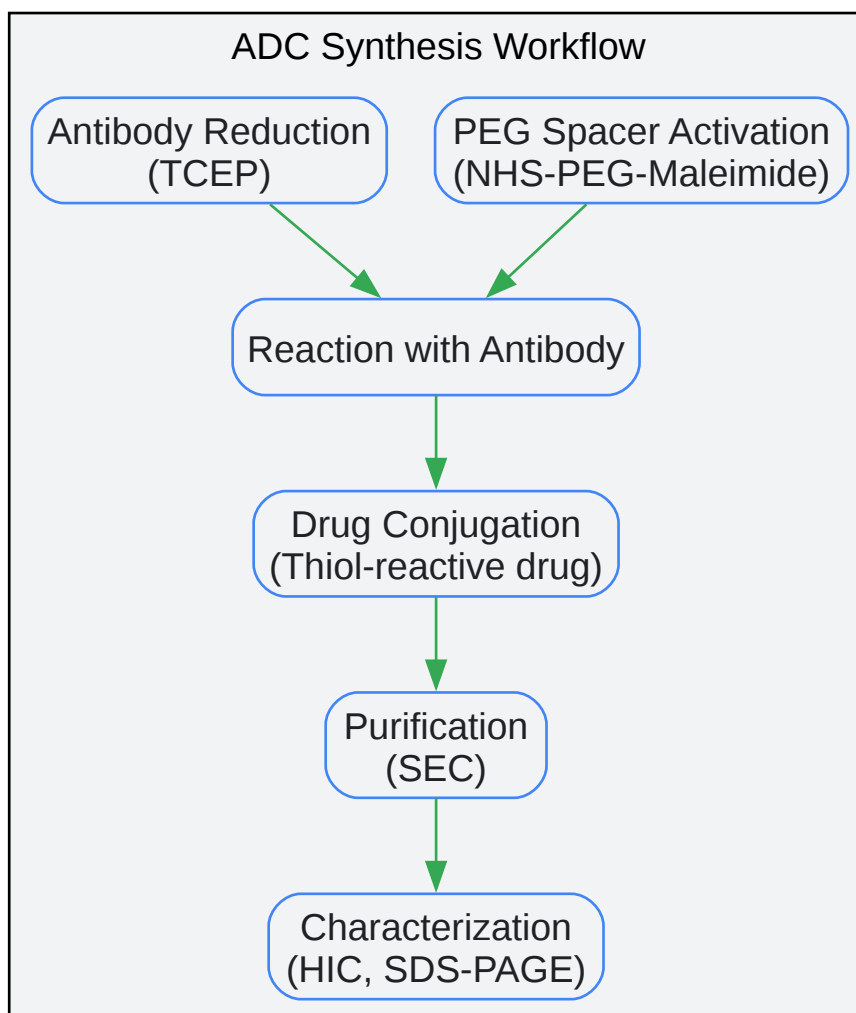 ADC Synthesis Workflow
Antibody Reduction
(TCEP)
PEG Spacer Activation
(NHS-PEG-Maleimide)
Reaction with Antibody
Drug Conjugation
(Thiol-reactive drug)
Purification
(SEC)
Characterization
(HIC, SDS-PAGE)